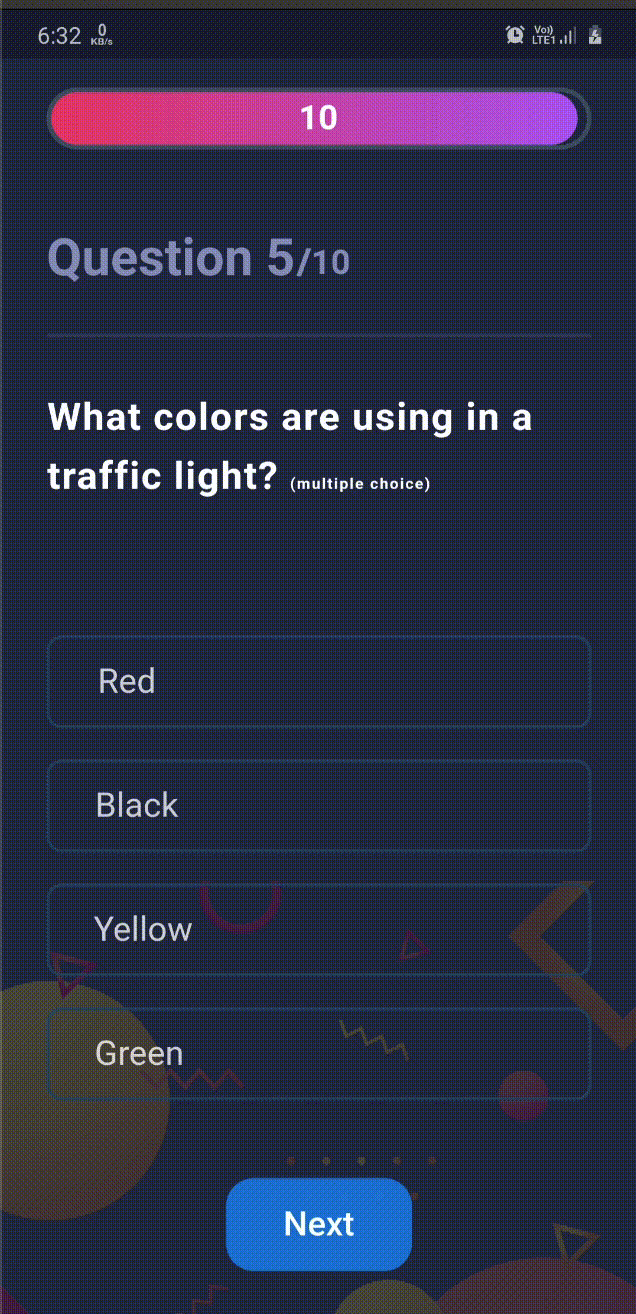 6:32 0 KB/s Vo)) LTE1
10
Question 5/10
What colors are using in a
traffic light? (multiple choice)
Red
Black
Yellow
Green
Next